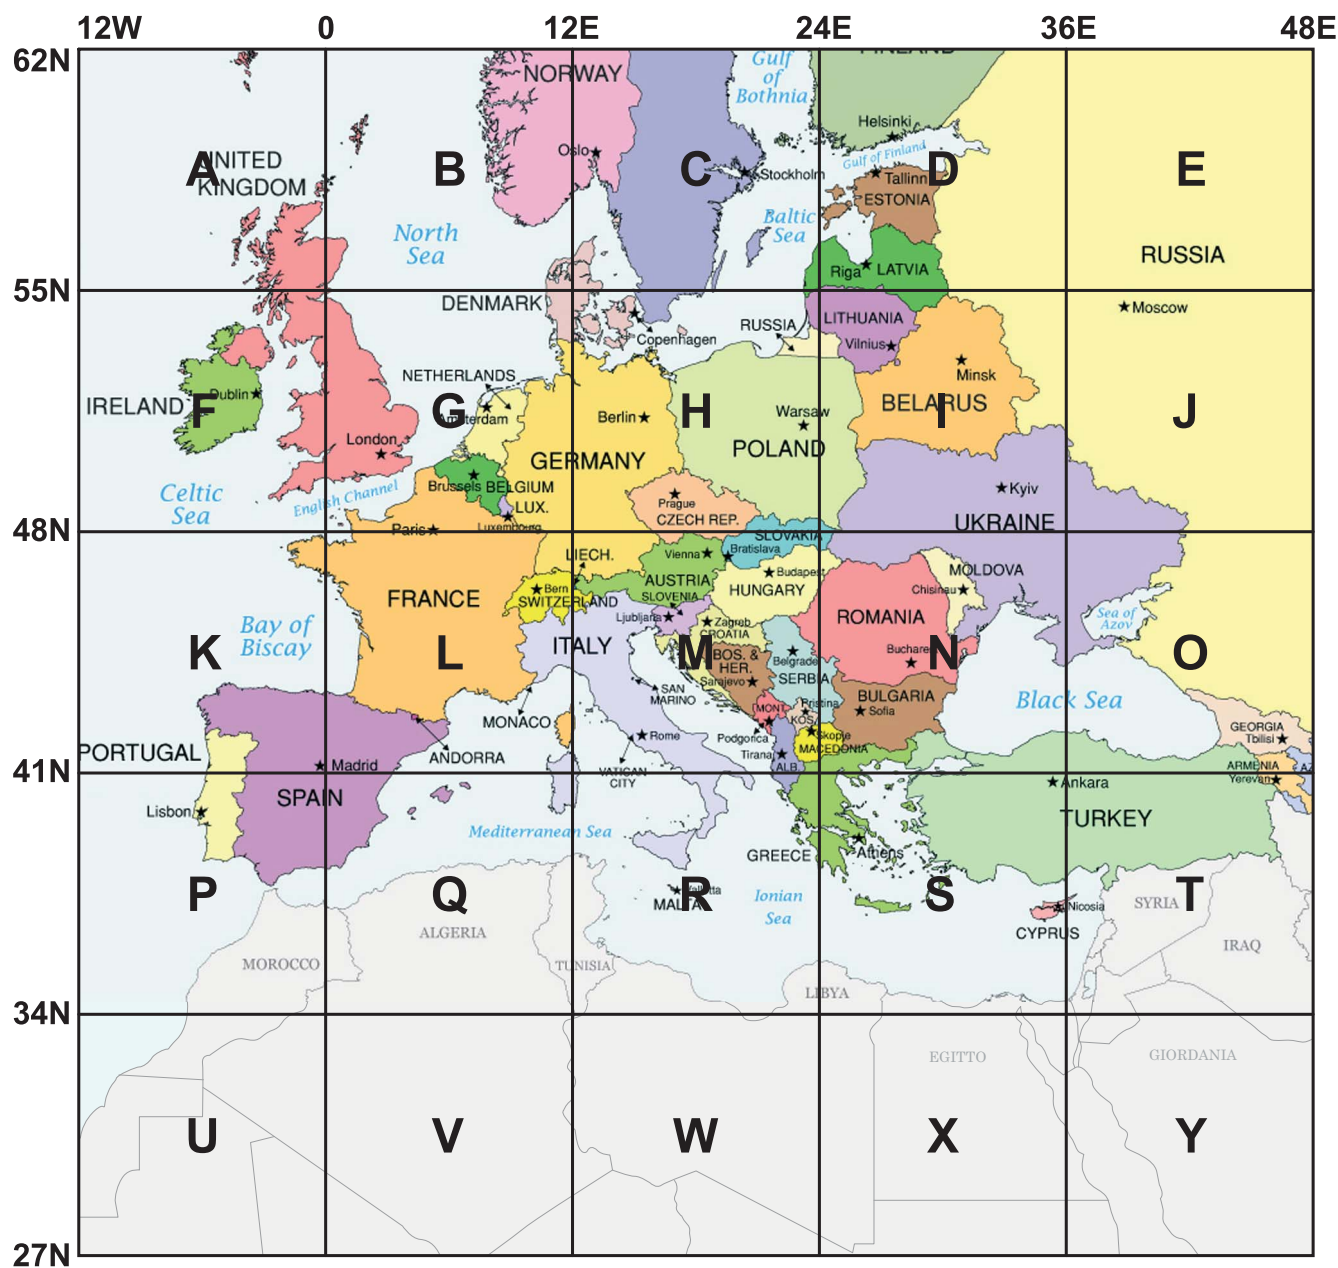 12W 0 12E 24E 36E 48E
62N
NORWAY
Gulf
of
Bothnia
FINLAND
Helsinki
Gulf of Finland
Oslo
A B C D E
UNITED
KINGDOM
Stockholm
Tallinn
ESTONIA
North
Sea
Baltic
Sea
RUSSIA
Riga LATVIA
55N
DENMARK
Moscow
LITHUANIA
RUSSIA
Copenhagen
Vilnius
Minsk
NETHERLANDS
IRELAND
Dublin
F G H I J
Amsterdam
Berlin
Warsaw
BELARUS
London
POLAND
GERMANY
Celtic
Sea
English Channel
Brussels BELGIUM
LUX.
Luxembourg
Prague
CZECH REP.
Kyiv
UKRAINE
Paris
48N
SLOVAKIA
Bratislava
LIECH.
Vienna
AUSTRIA
Budapest
HUNGARY
MOLDOVA
Chisinau
FRANCE
Bern
SWITZERLAND
SLOVENIA
Ljubljana
Zagreb
CROATIA
ROMANIA
Sea of
Azov
Bay of
Biscay
ITALY
K L M N O
BOS. &
HER.
Sarajevo
Belgrade
SERBIA
Bucharest
SAN
MARINO
BULGARIA
Sofia
Black Sea
MONACO
MONT.
Pristina
KOS.
Podgorica
Skopje
MACEDONIA
Tirana
ALB.
GEORGIA
Tbilisi
PORTUGAL
ANDORRA
Rome
VATICAN
CITY
Madrid
ARMENIA
AZ
Yerevan
41N
SPAIN
Ankara
TURKEY
Lisbon
Mediterranean Sea
GREECE
Athens
P Q R S T
Valletta
MALTA
Ionian
Sea
Nicosia
CYPRUS
SYRIA
ALGERIA
IRAQ
MOROCCO
TUNISIA
LIBYA
34N
EGITTO
GIORDANIA
U V W X Y
27N